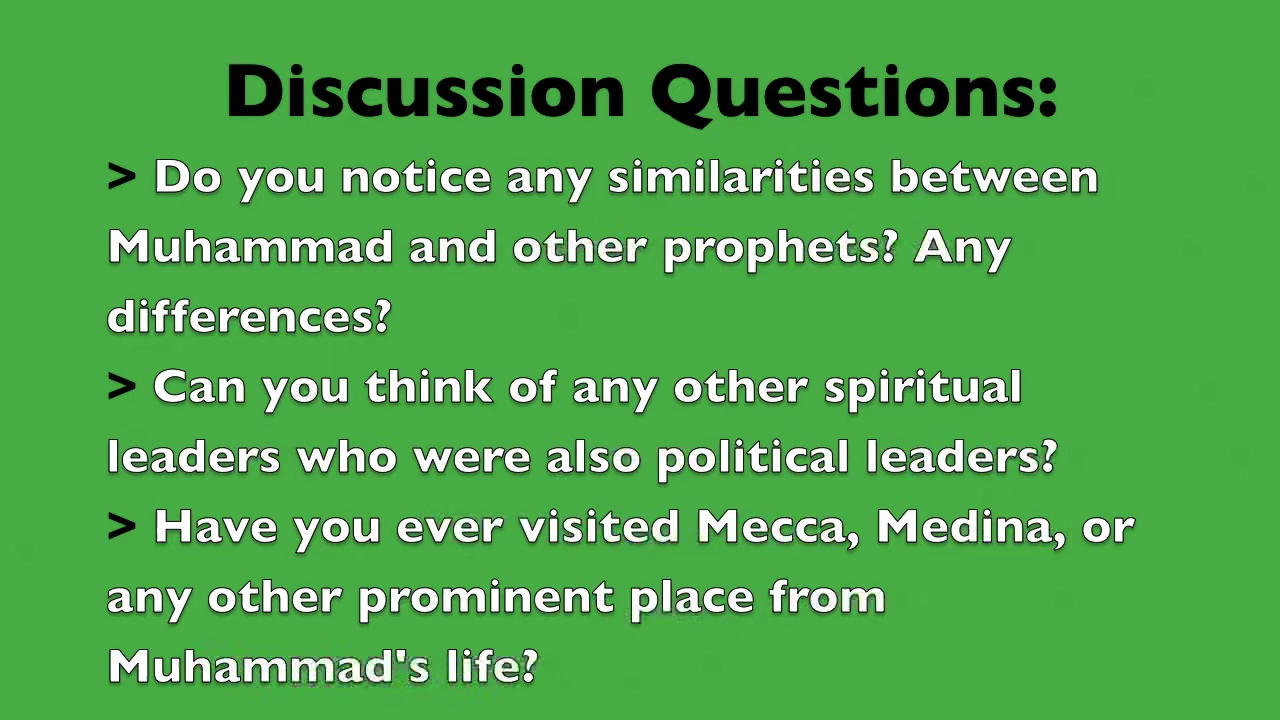 Discussion Questions:
> Do you notice any similarities between
Muhammad and other prophets? Any
differences?
> Can you think of any other spiritual
leaders who were also political leaders?
> Have you ever visited Mecca, Medina, or
any other prominent place from
Muhammad's life?